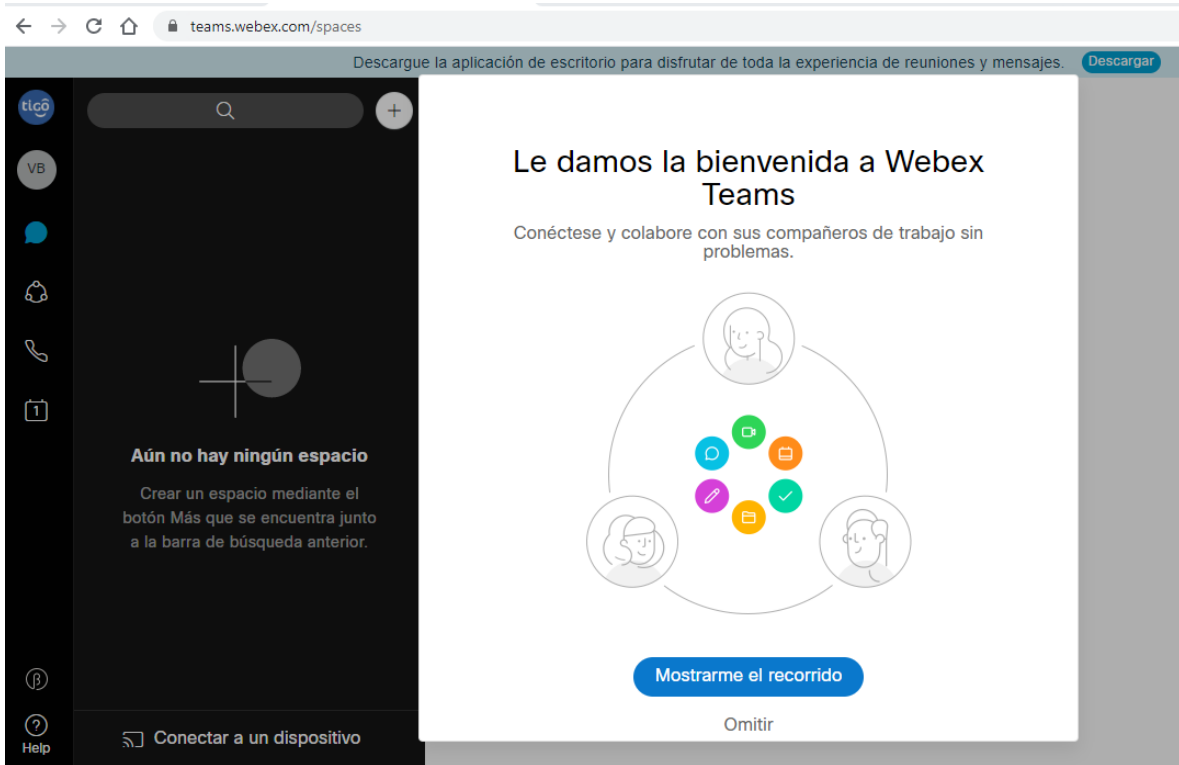 teams.webex.com/spaces
Descargue la aplicación de escritorio para disfrutar de toda la experiencia de reuniones y mensajes. Descargar
tigō
VB
1
Aún no hay ningún espacio
Crear un espacio mediante el
botón Más que se encuentra junto
a la barra de búsqueda anterior.
β
?
Help
Conectar a un dispositivo
Le damos la bienvenida a Webex
Teams
Conéctese y colabore con sus compañeros de trabajo sin
problemas.
Mostrarme el recorrido
Omitir